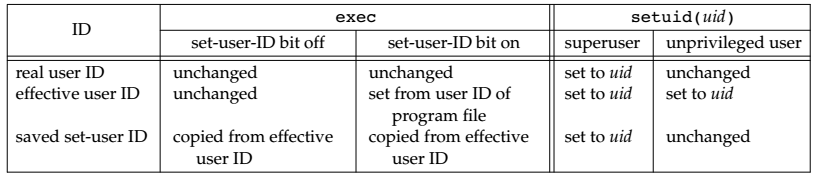 ID exec setuid(uid)
set-user-ID bit off set-user-ID bit on superuser unprivileged user
real user ID unchanged unchanged set to uid unchanged
effective user ID unchanged set from user ID of set to uid set to uid
program file
saved set-user ID copied from effective copied from effective set to uid unchanged
user ID user ID